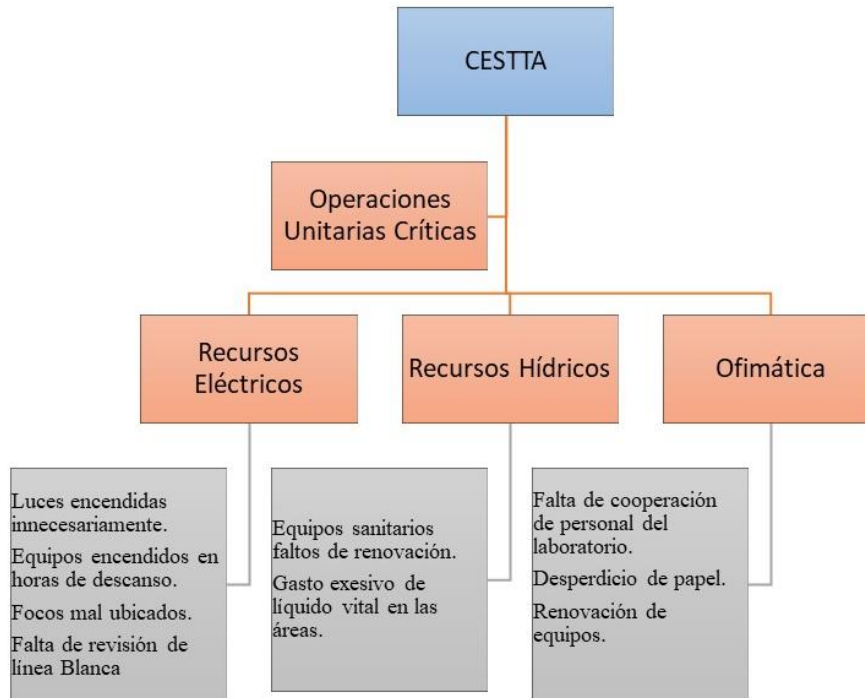 CESTTA
Operaciones
Unitarias Críticas
Recursos
Eléctricos
Recursos Hídricos
Ofimática
Luces encendidas
innecesariamente.
Equipos encendidos en
horas de descanso.
Focos mal ubicados.
Falta de revisión de
línea Blanca
Equipos sanitarios
faltos de renovación.
Gasto exesivo de
líquido vital en las
áreas.
Falta de cooperación
de personal del
laboratorio.
Desperdicio de papel.
Renovación de
equipos.